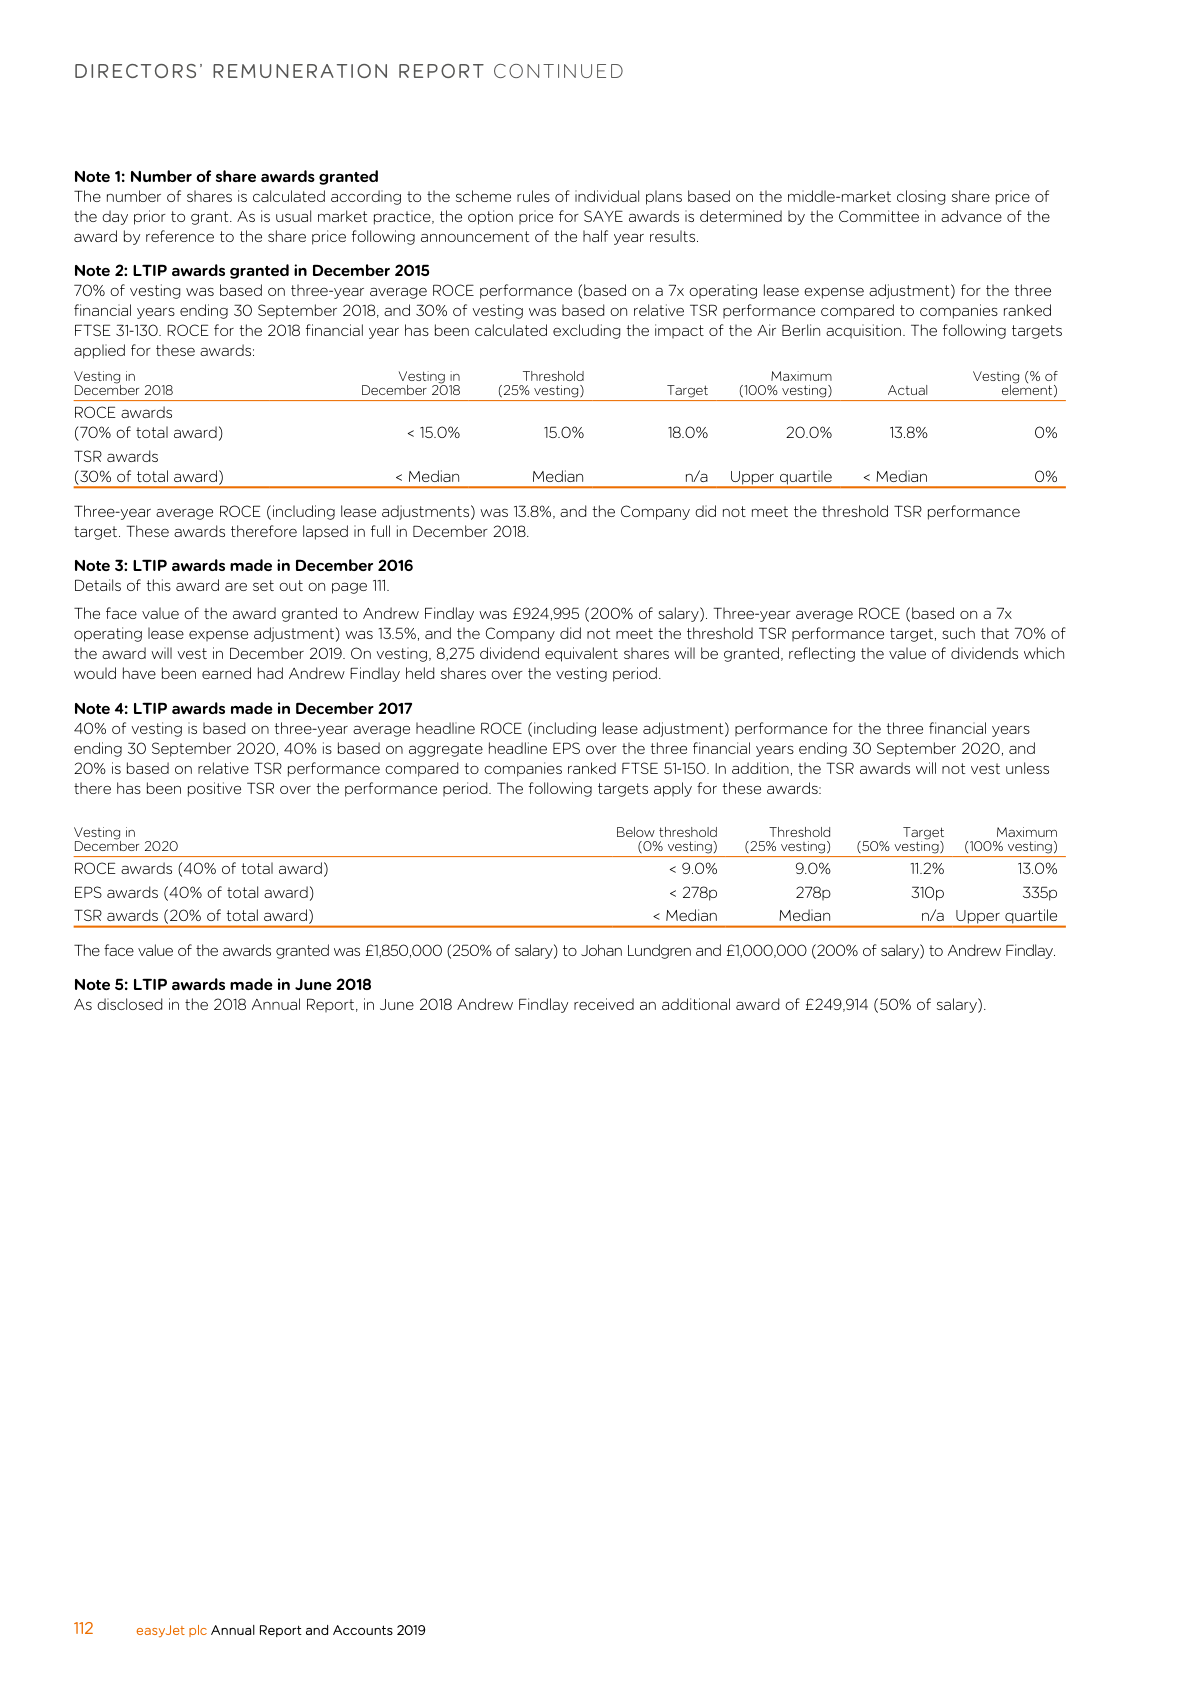 DIRECTORS' REMUNERATION REPORT CONTINUED
Note 1: Number of share awards granted
The number of shares is calculated according to the scheme rules of individual plans based on the middle-market closing share price of
the day prior to grant. As is usual market practice, the option price for SAYE awards is determined by the Committee in advance of the
award by reference to the share price following announcement of the half year results.
Note 2: LTIP awards granted in December 2015
70% of vesting was based on three-year average ROCE performance (based on a 7x operating lease expense adjustment) for the three
financial years ending 30 September 2018, and 30% of vesting was based on relative TSR performance compared to companies ranked
FTSE 31-130. ROCE for the 2018 financial year has been calculated excluding the impact of the Air Berlin acquisition. The following targets
applied for these awards:
Vesting in Vesting in Threshold Maximum Vesting (% of
December 2018 December 2018 (25% vesting) Target (100% vesting) Actual element)
ROCE awards
(70% of total award) < 15.0% 15.0% 18.0% 20.0% 13.8% 0%
TSR awards
(30% of total award) < Median Median n/a Upper quartile < Median 0%
Three-year average ROCE (including lease adjustments) was 13.8%, and the Company did not meet the threshold TSR performance
target. These awards therefore lapsed in full in December 2018.
Note 3: LTIP awards made in December 2016
Details of this award are set out on page 111.
The face value of the award granted to Andrew Findlay was £924,995 (200% of salary). Three-year average ROCE (based on a 7x
operating lease expense adjustment) was 13.5%, and the Company did not meet the threshold TSR performance target, such that 70% of
the award will vest in December 2019. On vesting, 8,275 dividend equivalent shares will be granted, reflecting the value of dividends which
would have been earned had Andrew Findlay held shares over the vesting period.
Note 4: LTIP awards made in December 2017
40% of vesting is based on three-year average headline ROCE (including lease adjustment) performance for the three financial years
ending 30 September 2020, 40% is based on aggregate headline EPS over the three financial years ending 30 September 2020, and
20% is based on relative TSR performance compared to companies ranked FTSE 51-150. In addition, the TSR awards will not vest unless
there has been positive TSR over the performance period. The following targets apply for these awards:
Vesting in Below threshold Threshold Target Maximum
December 2020 (0% vesting) (25% vesting) (50% vesting) (100% vesting)
ROCE awards (40% of total award) < 9.0% 9.0% 11.2% 13.0%
EPS awards (40% of total award) < 278p 278p 310p 335p
TSR awards (20% of total award) < Median Median n/a Upper quartile
The face value of the awards granted was £1,850,000 (250% of salary) to Johan Lundgren and £1,000,000 (200% of salary) to Andrew Findlay.
Note 5: LTIP awards made in June 2018
As disclosed in the 2018 Annual Report, in June 2018 Andrew Findlay received an additional award of £249,914 (50% of salary).
112 easyJet plc Annual Report and Accounts 2019